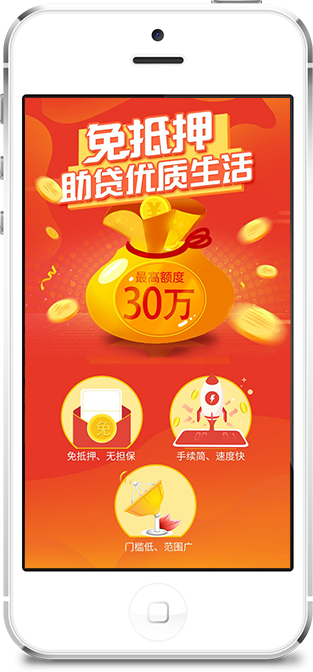 免抵押
助贷优质生活
最高额度
30万
免
免抵押、无担保
手续简、速度快
门槛低、范围广